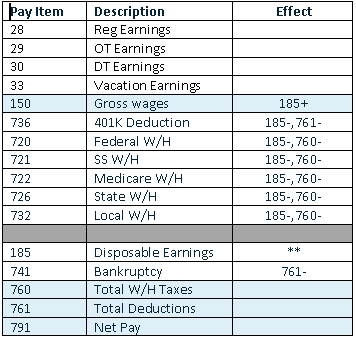 Pay Item Description Effect
28 Reg Earnings
29 OT Earnings
30 DT Earnings
33 Vacation Earnings
150 Gross wages 185+
736 401K Deduction 185-,761-
720 Federal W/H 185-,760-
721 SS W/H 185-,760-
722 Medicare W/H 185-,760-
726 State W/H 185-,760-
732 Local W/H 185-,760-
185 Disposable Earnings **
741 Bankruptcy 761-
760 Total W/H Taxes
761 Total Deductions
791 Net Pay